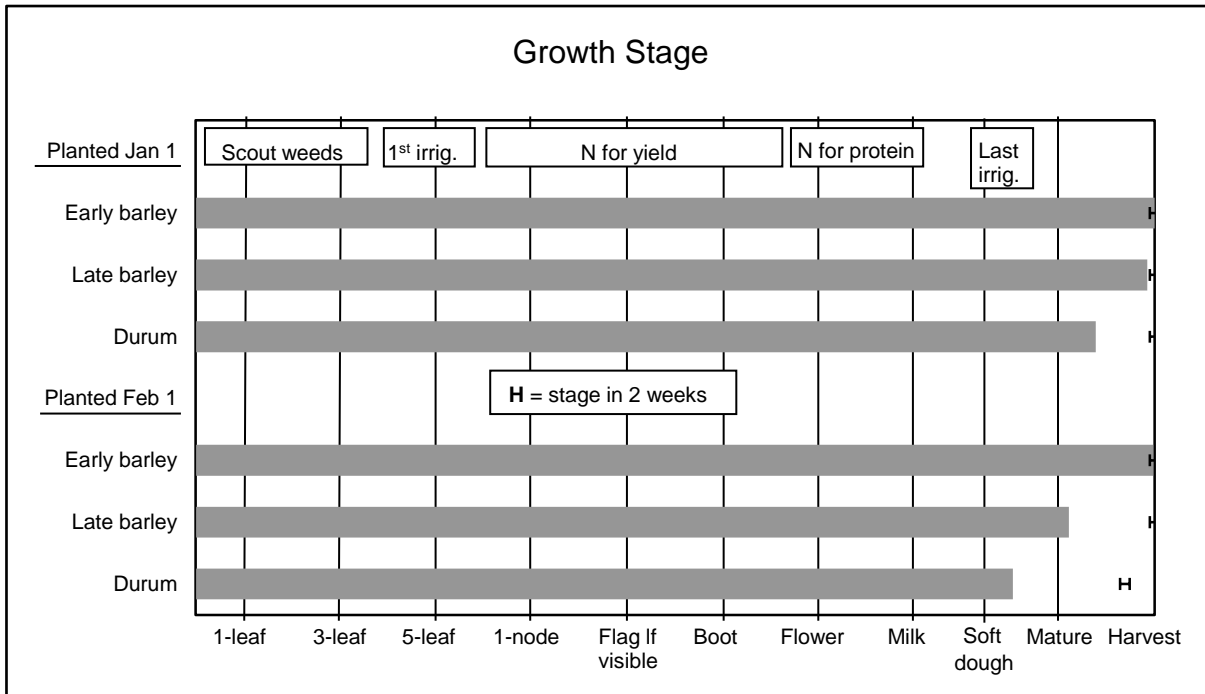 Growth Stage
Planted Jan 1
Scout weeds
1st irrig.
N for yield
N for protein
Last
irrig.
Early barley
Late barley
Durum
Planted Feb 1
H = stage in 2 weeks
Early barley
Late barley
Durum
H
H
H
H
H
H
1-leaf
3-leaf
5-leaf
1-node
Flag lf
visible
Boot
Flower
Milk
Soft
dough
Mature
Harvest